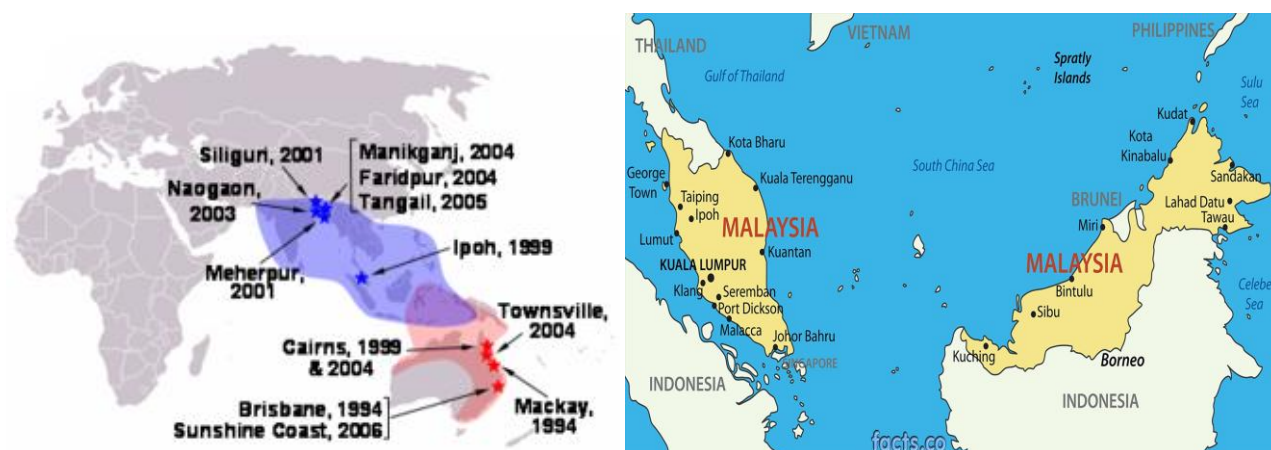 Siliguri, 2001
Manikganj, 2004
Faridpur, 2004
Tangail, 2005
Naogaon,
2003
Ipoh, 1999
Meherpur,
2001
Townsville,
2004
Cairns, 1999
& 2004
Brisbane, 1994
Sunshine Coast, 2006
Mackay,
1994
THAILAND
VIETNAM
PHILIPPINES
Gulf of Thailand
Spratly
Islands
Sulu
Sea
Kudat
Kota Bharu
Kota
Kinabalu
South China Sea
George
Town
Kuala Terengganu
Sandakan
Taiping
Ipoh
BRUNEI
Lahad Datu
Tawau
MALAYSIA
Lumut
Miri
Kuantan
KUALA LUMPUR
MALAYSIA
Klang
Bintulu
Celebe
Sea
Seremban
Port Dickson
Sibu
Malacca
Johor Bahru
INGAPORE
Kuching
Borneo
INDONESIA
INDONESIA
facts.co